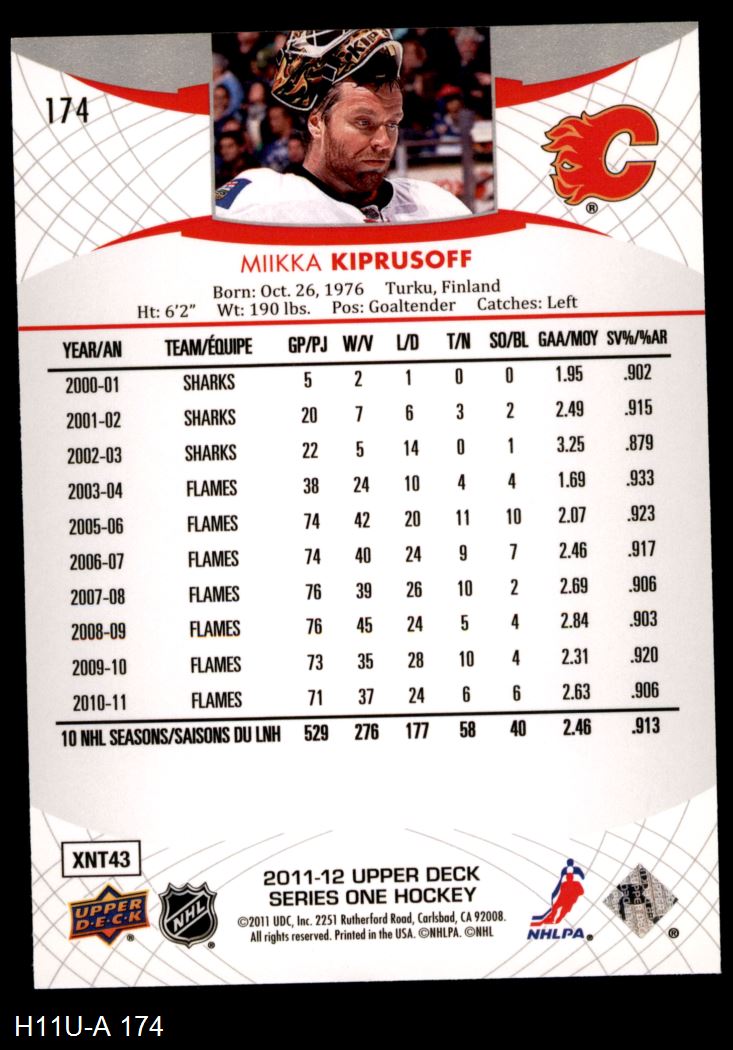 174
®
MIIKKA KIPRUSOFF
Born: Oct. 26, 1976 Turku, Finland
Ht: 6'2" Wt: 190 lbs. Pos: Goaltender Catches: Left
YEAR/AN TEAM/ÉQUIPE GP/PJ W/V L/D T/N SO/BL GAA/MOY SV%/%AR
2000-01 SHARKS 5 2 1 0 0 1.95 .902
2001-02 SHARKS 20 7 6 3 2 2.49 .915
2002-03 SHARKS 22 5 14 0 1 3.25 .879
2003-04 FLAMES 38 24 10 4 4 1.69 .933
2005-06 FLAMES 74 42 20 11 10 2.07 .923
2006-07 FLAMES 74 40 24 9 7 2.46 .917
2007-08 FLAMES 76 39 26 10 2 2.69 .906
2008-09 FLAMES 76 45 24 5 4 2.84 .903
2009-10 FLAMES 73 35 28 10 4 2.31 .920
2010-11 FLAMES 71 37 24 6 6 2.63 .906
10 NHL SEASONS/SAISONS DU LNH 529 276 177 58 40 2.46 .913
XNT43
UPPER DECK ®
NHL ®
2011-12 UPPER DECK
SERIES ONE HOCKEY
©2011 UDC, Inc. 2251 Rutherford Road, Carlsbad, CA 92008.
All rights reserved. Printed in the USA. ©NHLPA. ©NHL
NHLPA ®
®
H11U-A 174